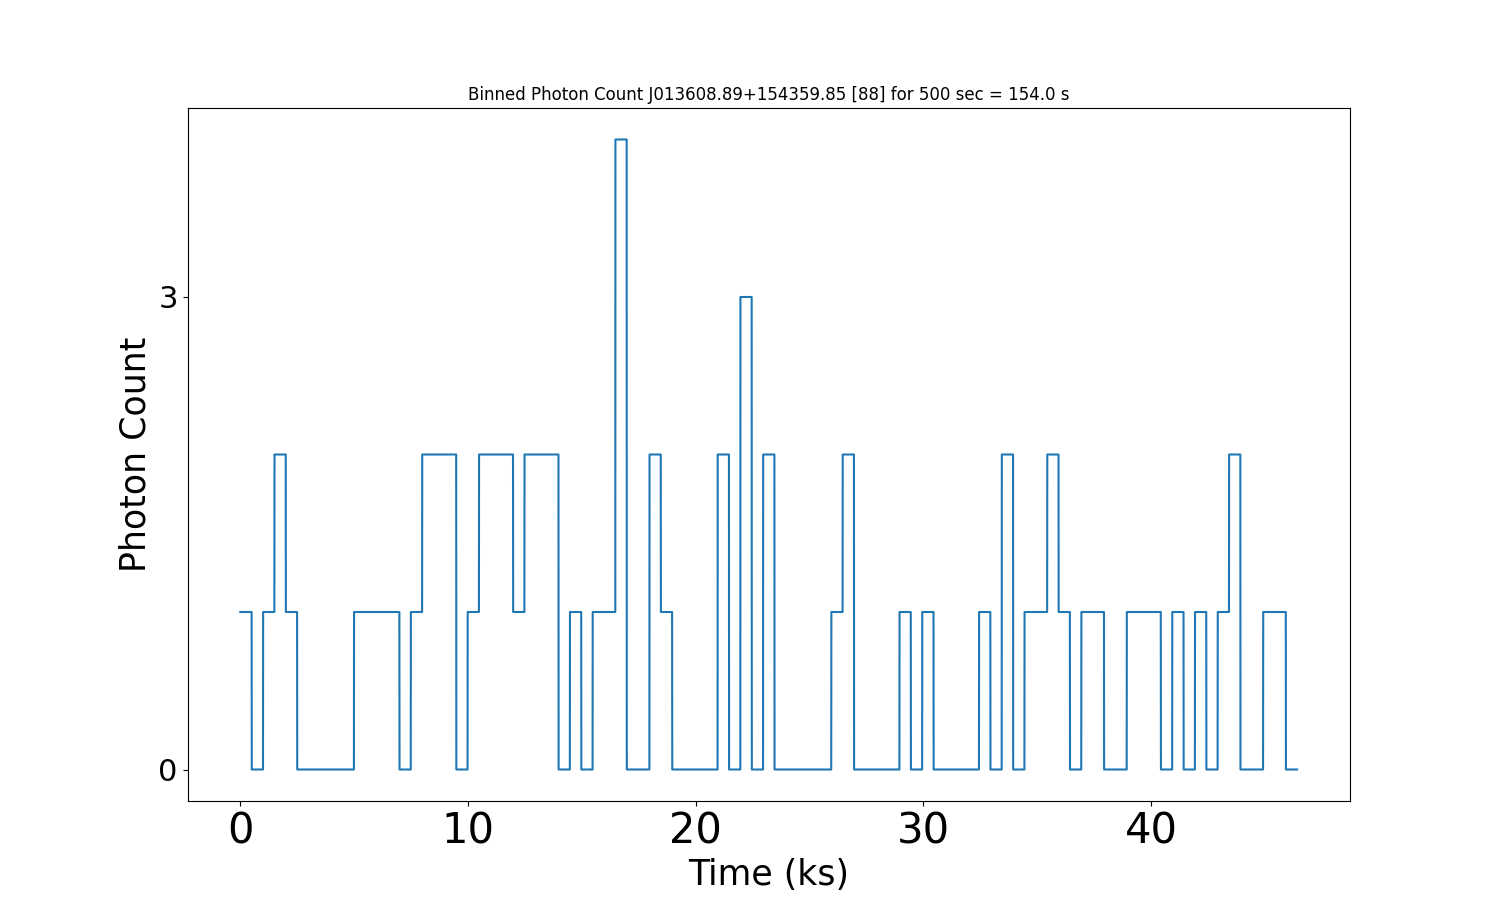 Binned Photon Count J013608.89+154359.85 [88] for 500 sec = 154.0 s
3
Photon Count
0
0 10 20 30 40
Time (ks)